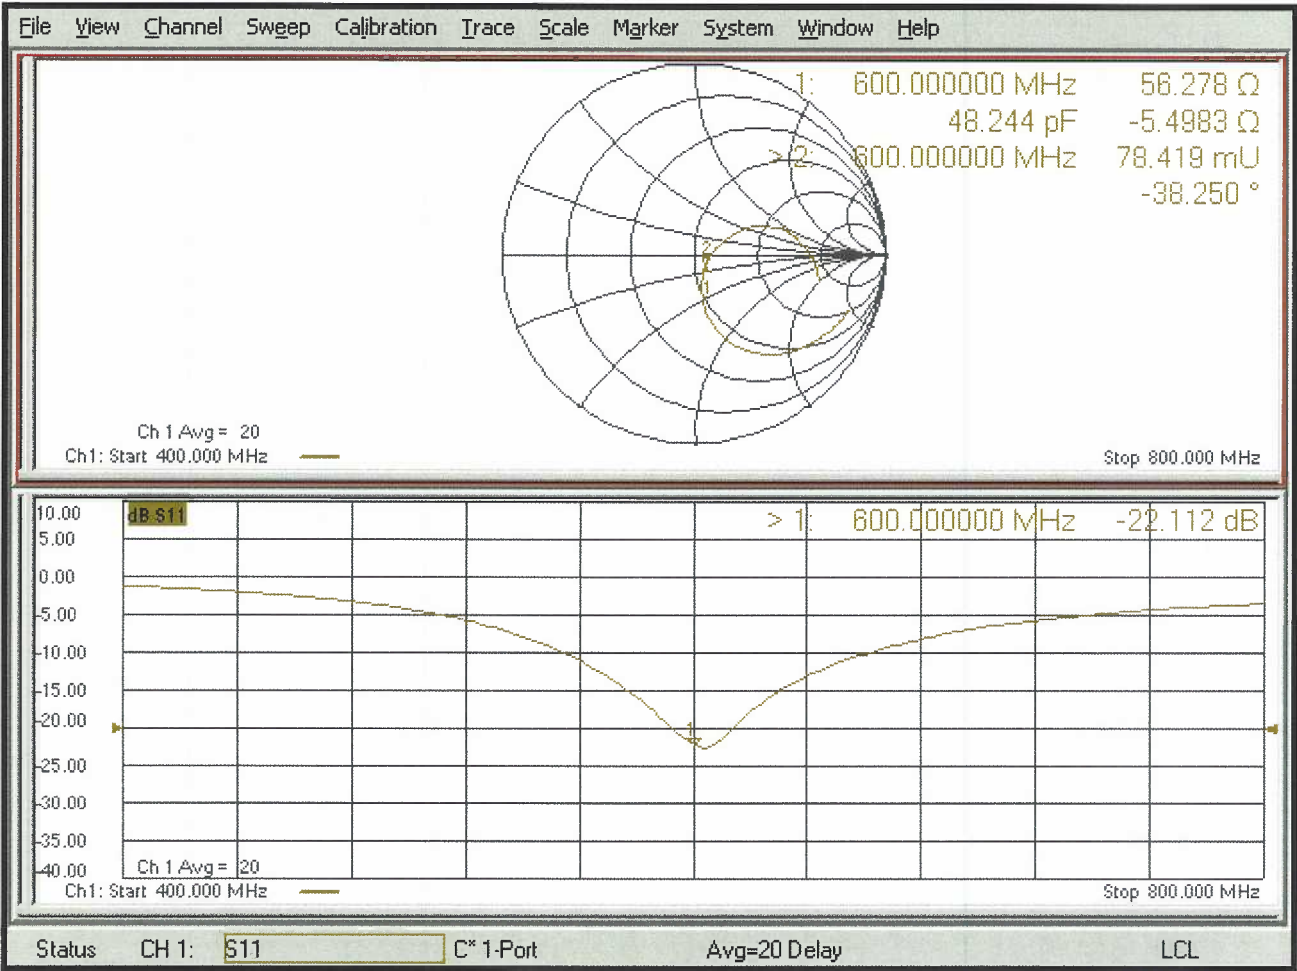 File View Channel Sweep Calibration Trace Scale Marker System Window Help
1: 600.000000 MHz 56.278 Ω
48.244 pF -5.4983 Ω
> 2: 600.000000 MHz 78.419 mU
-38.250 °
2
1
Ch 1 Avg = 20
Ch1: Start 400.000 MHz
Stop 800.000 MHz
dB S11
> 1: 600.000000 MHz -22.112 dB
10.00
5.00
0.00
-5.00
-10.00
-15.00
-20.00
-25.00
-30.00
-35.00
-40.00
1
Ch 1 Avg = 20
Ch1: Start 400.000 MHz
Stop 800.000 MHz
Status CH 1: S11 C* 1-Port Avg=20 Delay LCL